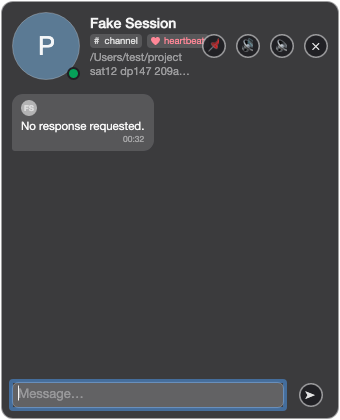 P
Fake Session
# channel
heartbeat
/Users/test/project
sat12 dp147 209a…
FS
No response requested.
00:32
Message…